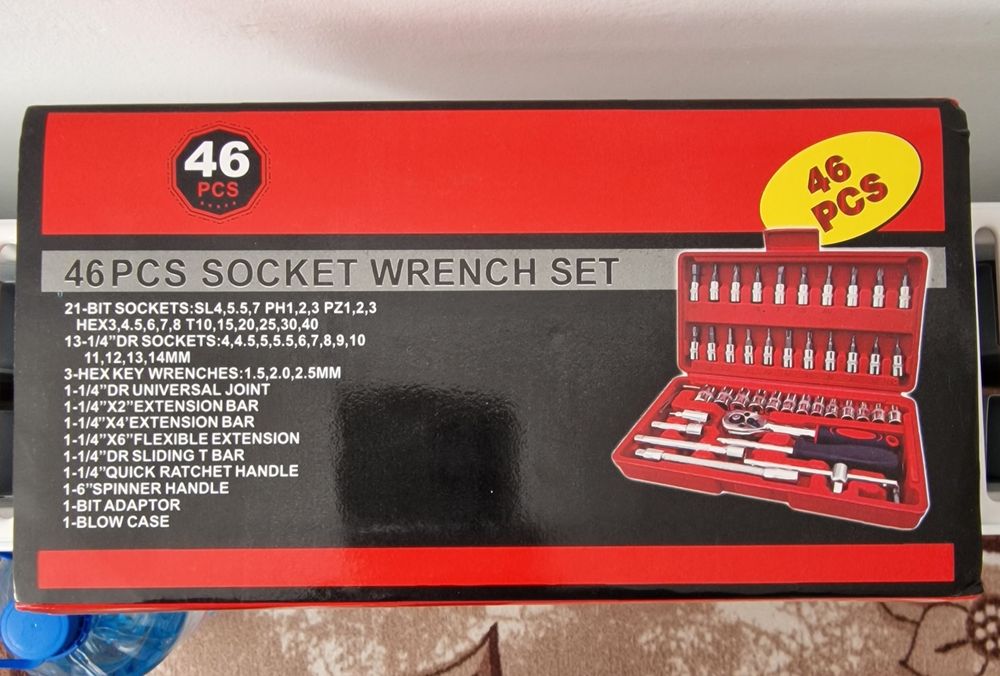 46
PCS
46
PCS
46PCS SOCKET WRENCH SET
21-BIT SOCKETS:SL4,5.5,7 PH1,2,3 PZ1,2,3
HEX3,4.5,6,7,8 T10,15,20,25,30,40
13-1/4”DR SOCKETS:4,4.5,5,5.5,6,7,8,9,10
11,12,13,14MM
3-HEX KEY WRENCHES:1.5,2.0,2.5MM
1-1/4”DR UNIVERSAL JOINT
1-1/4”X2”EXTENSION BAR
1-1/4”X4’EXTENSION BAR
1-1/4”X6”FLEXIBLE EXTENSION
1-1/4”DR SLIDING T BAR
1-1/4”QUICK RATCHET HANDLE
1-6”SPINNER HANDLE
1-BIT ADAPTOR
1-BLOW CASE